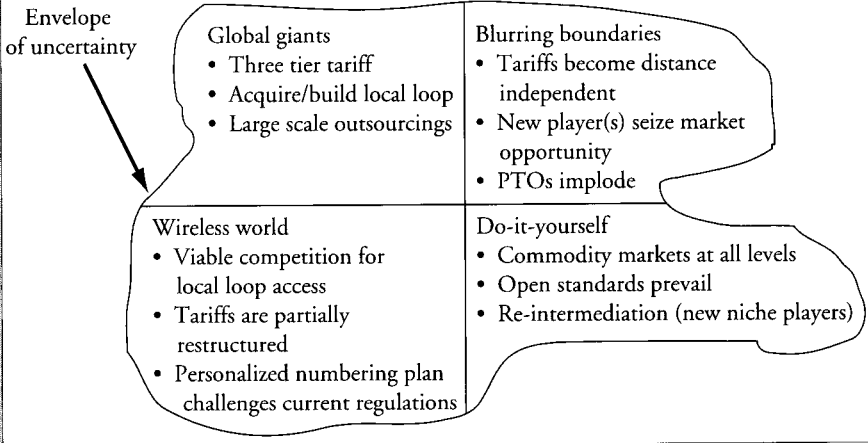 Envelope
of uncertainty
Global giants
• Three tier tariff
• Acquire/build local loop
• Large scale outsourcings
Blurring boundaries
• Tariffs become distance
independent
• New player(s) seize market
opportunity
• PTOs implode
Wireless world
• Viable competition for
local loop access
• Tariffs are partially
restructured
• Personalized numbering plan
challenges current regulations
Do-it-yourself
• Commodity markets at all levels
• Open standards prevail
• Re-intermediation (new niche players)